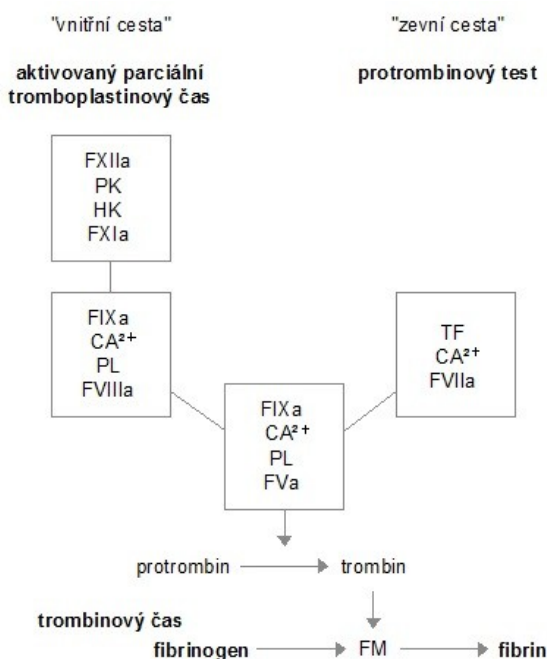 "vnitřní cesta"
"zevní cesta"
aktivovaný parciální
tromboplastinový čas
protrombinový test
FXIIa
PK
HK
FXIa
FIXa
CA²⁺
PL
FVIIIa
TF
CA²⁺
FVIIa
FIXa
CA²⁺
PL
FVa
protrombin trombin
trombinový čas
fibrinogen FM fibrin